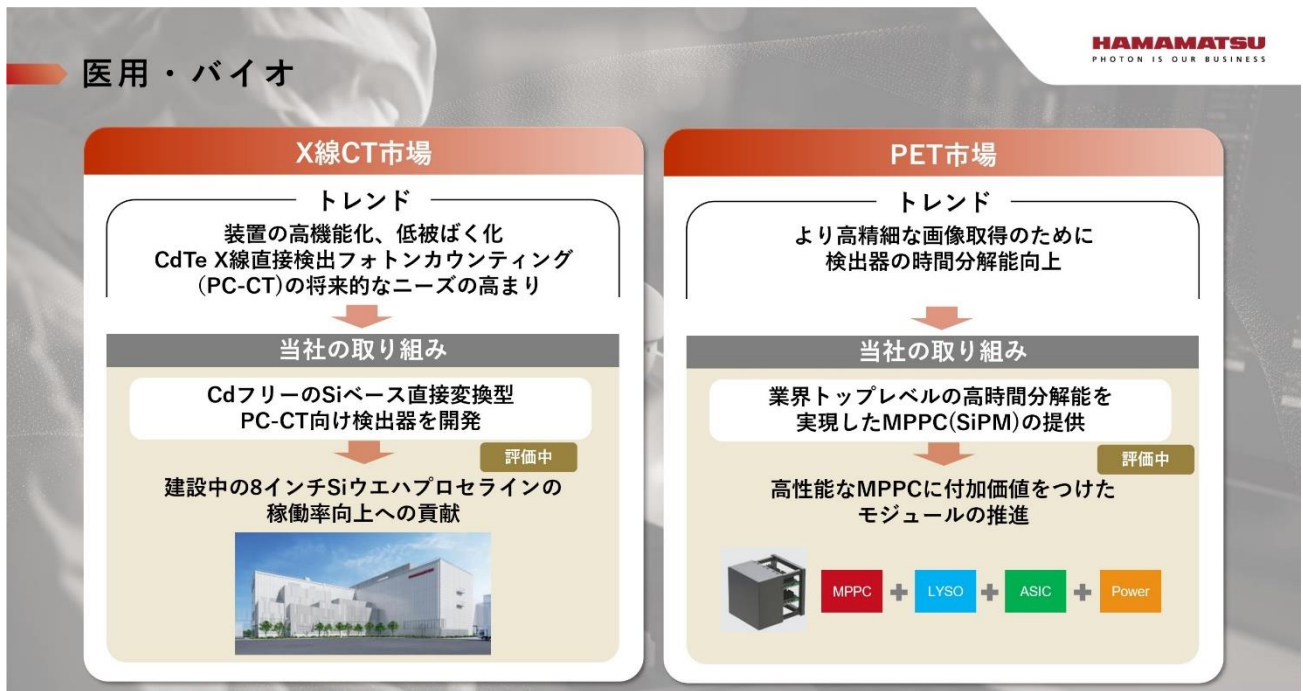 HAMAMATSU
PHOTON IS OUR BUSINESS
医用・バイオ
X線CT市場
トレンド
装置の高機能化、低被ばく化
CdTe X線直接検出フォトンカウンティング
(PC-CT)の将来的なニーズの高まり
当社の取り組み
CdフリーのSiベース直接変換型
PC-CT向け検出器を開発
評価中
建設中の8インチSiウエハプロセラインの
稼働率向上への貢献
HAMAMATSU
PET市場
トレンド
より高精細な画像取得のために
検出器の時間分解能向上
当社の取り組み
業界トップレベルの高時間分解能を
実現したMPPC(SiPM)の提供
評価中
高性能なMPPCに付加価値をつけた
モジュールの推進
MPPC + LYSO + ASIC + Power